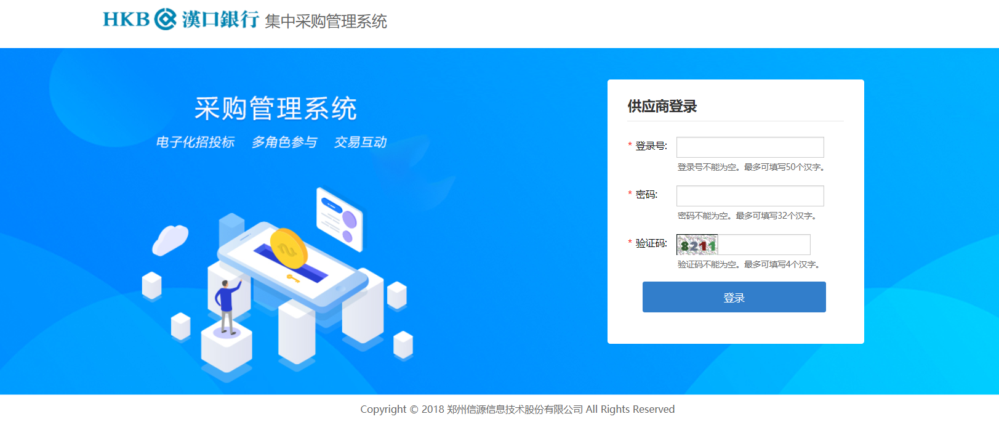 HKB 漢口銀行 集中采购管理系统
采购管理系统
电子化招投标 多角色参与 交易互动
供应商登录
* 登录号:
登录号不能为空。最多可填写50个汉字。
* 密码:
密码不能为空。最多可填写32个汉字。
* 验证码: 8211
验证码不能为空。最多可填写4个汉字。
登录
Copyright © 2018 郑州信源信息技术股份有限公司 All Rights Reserved